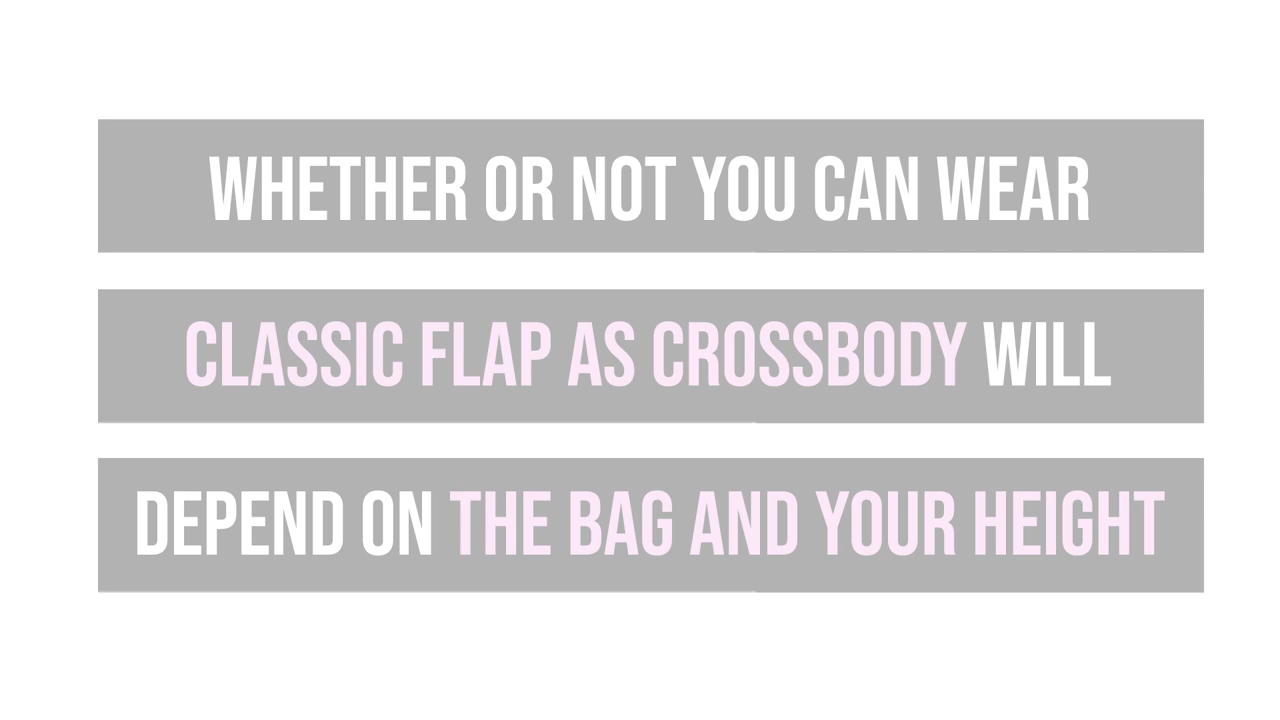 WHETHER OR NOT YOU CAN WEAR
CLASSIC FLAP AS CROSSBODY WILL
DEPEND ON THE BAG AND YOUR HEIGHT